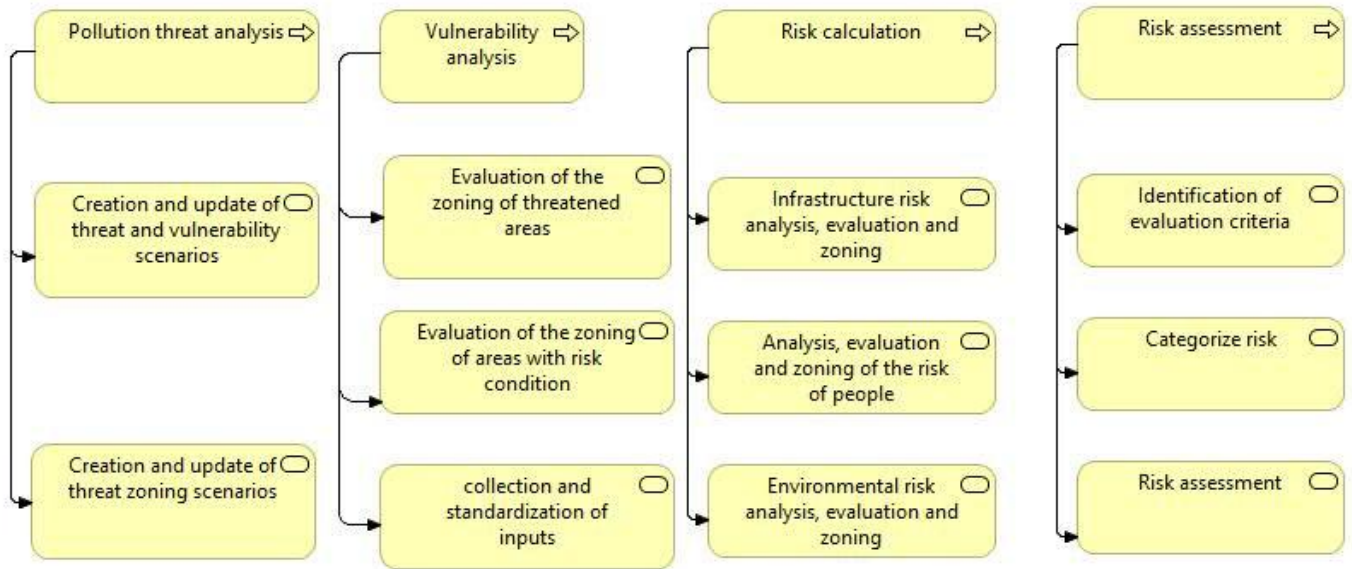 Pollution threat analysis
Creation and update of
threat and vulnerability
scenarios
Creation and update of
threat zoning scenarios
Vulnerability
analysis
Evaluation of the
zoning of threatened
areas
Evaluation of the zoning
of areas with risk
condition
collection and
standardization of
inputs
Risk calculation
Infrastructure risk
analysis, evaluation and
zoning
Analysis, evaluation
and zoning of the risk
of people
Environmental risk
analysis, evaluation and
zoning
Risk assessment
Identification of
evaluation criteria
Categorize risk
Risk assessment